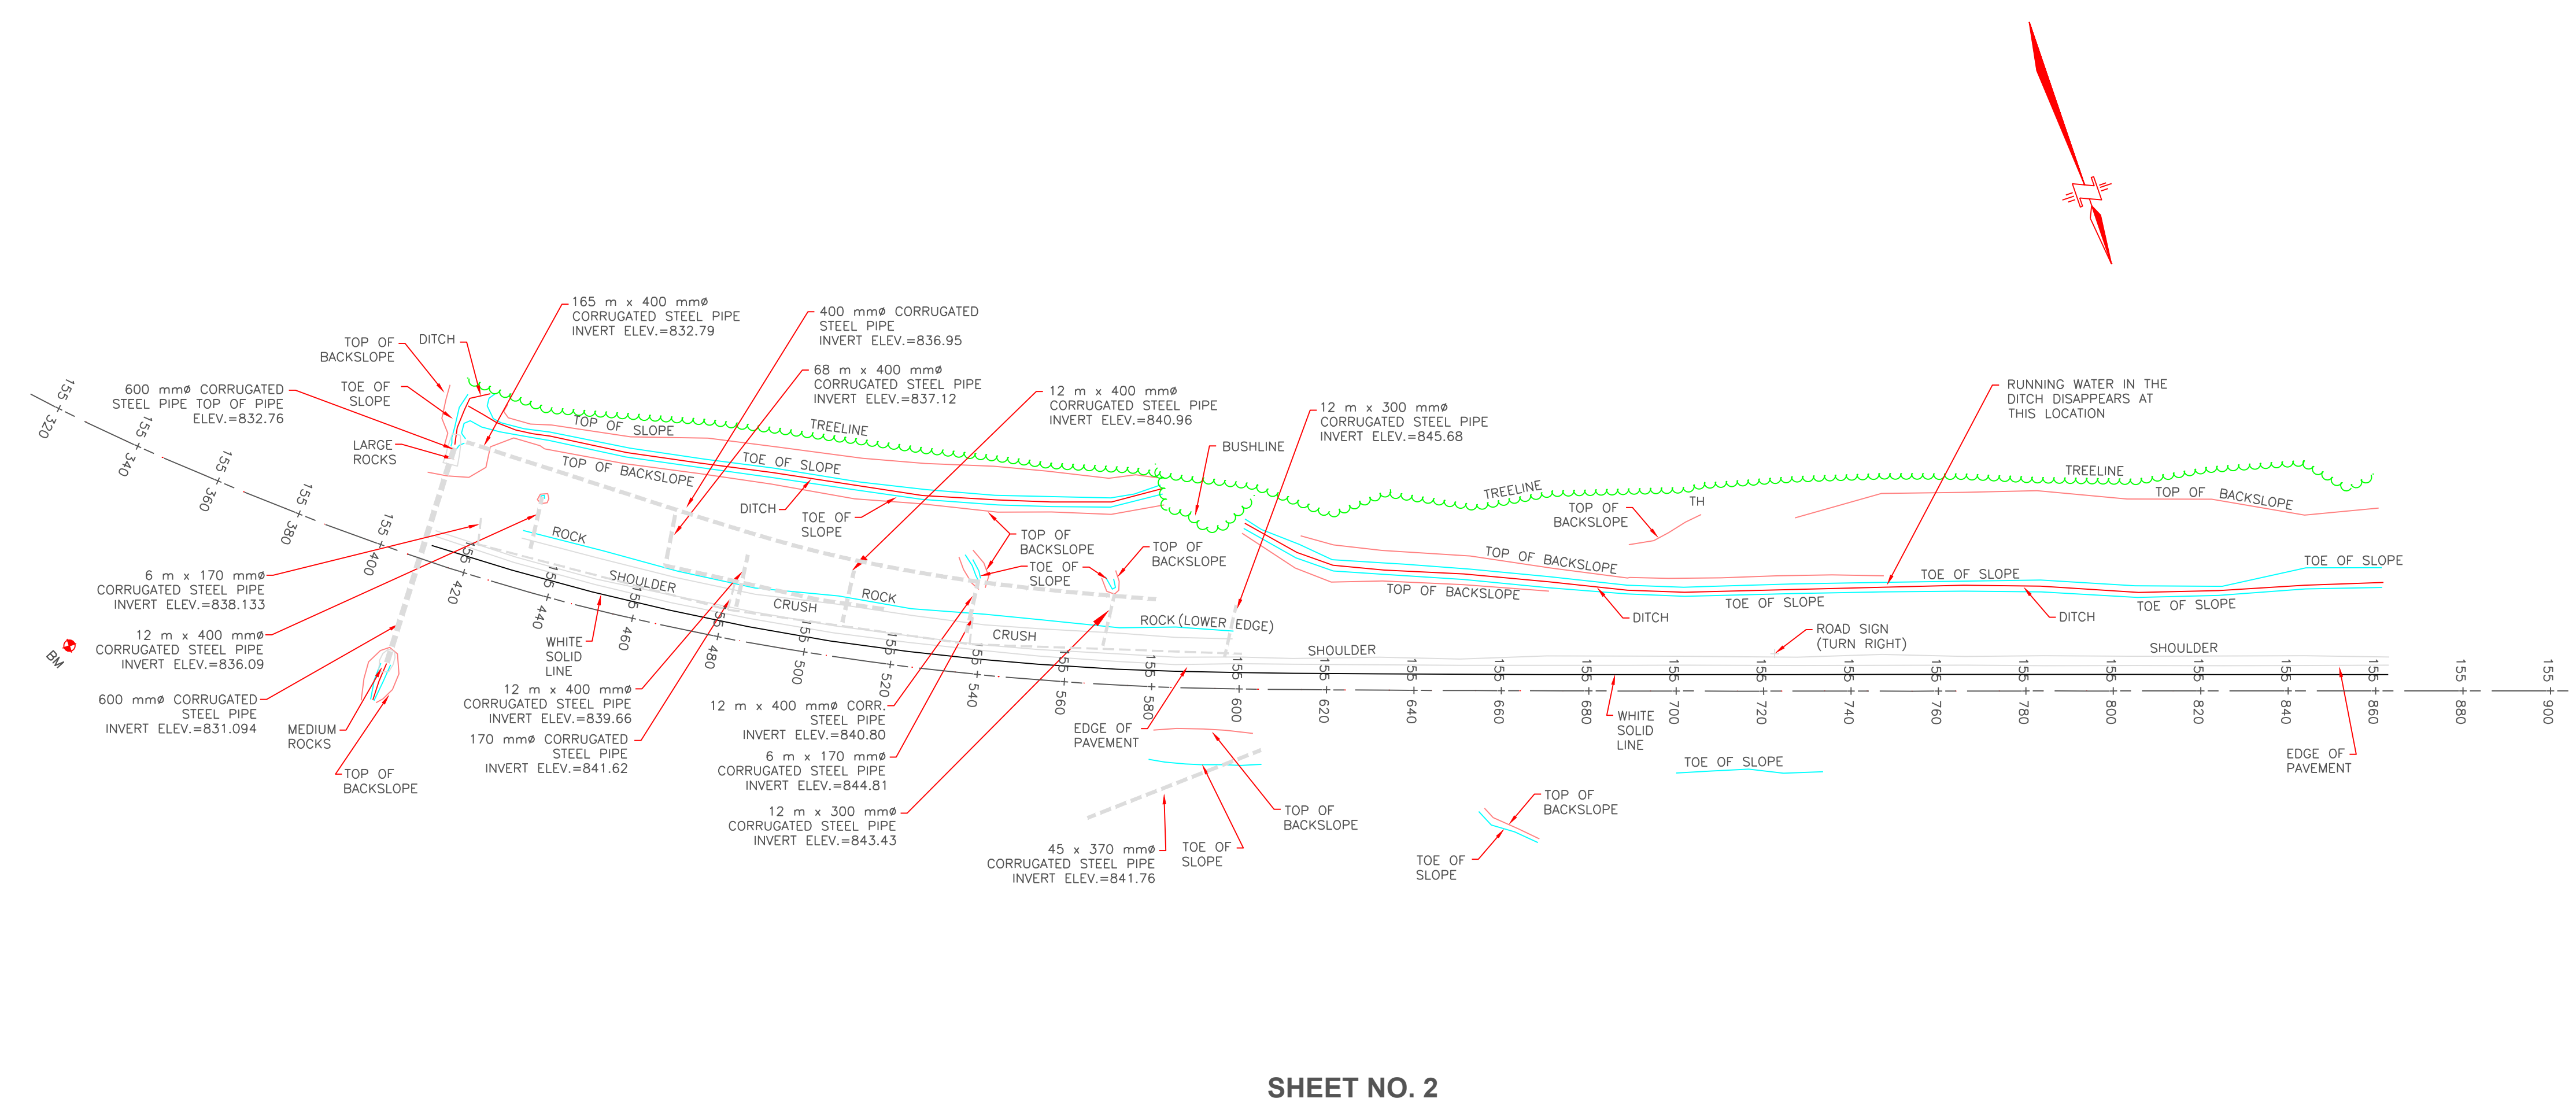 165 m x 400 mmø
CORRUGATED STEEL PIPE
INVERT ELEV.=832.79
400 mmø CORRUGATED
STEEL PIPE
INVERT ELEV.=836.95
TOP OF
BACKSLOPE
DITCH
68 m x 400 mmø
CORRUGATED STEEL PIPE
INVERT ELEV.=837.12
600 mmø CORRUGATED
STEEL PIPE TOP OF PIPE
ELEV.=832.76
TOE OF
SLOPE
12 m x 400 mmø
CORRUGATED STEEL PIPE
INVERT ELEV.=840.96
12 m x 300 mmø
CORRUGATED STEEL PIPE
INVERT ELEV.=845.68
RUNNING WATER IN THE
DITCH DISAPPEARS AT
THIS LOCATION
LARGE
ROCKS
TOP OF SLOPE
TREELINE
BUSHLINE
TOP OF BACKSLOPE
TOE OF SLOPE
DITCH
TOE OF
SLOPE
TREELINE
TH
TREELINE
TOP OF BACKSLOPE
TOP OF
BACKSLOPE
TOP OF
BACKSLOPE
TOE OF
SLOPE
TOP OF
BACKSLOPE
TOP OF BACKSLOPE
TOP OF BACKSLOPE
TOE OF SLOPE
TOE OF SLOPE
TOE OF SLOPE
TOE OF SLOPE
DITCH
DITCH
ROCK
SHOULDER
CRUSH
ROCK
CRUSH
ROCK (LOWER EDGE)
SHOULDER
ROAD SIGN
(TURN RIGHT)
SHOULDER
6 m x 170 mmø
CORRUGATED STEEL PIPE
INVERT ELEV.=838.133
12 m x 400 mmø
CORRUGATED STEEL PIPE
INVERT ELEV.=836.09
BM
600 mmø CORRUGATED
STEEL PIPE
INVERT ELEV.=831.094
MEDIUM
ROCKS
TOP OF
BACKSLOPE
WHITE
SOLID
LINE
12 m x 400 mmø
CORRUGATED STEEL PIPE
INVERT ELEV.=839.66
170 mmø CORRUGATED
STEEL PIPE
INVERT ELEV.=841.62
12 m x 400 mmø CORR.
STEEL PIPE
INVERT ELEV.=840.80
6 m x 170 mmø
CORRUGATED STEEL PIPE
INVERT ELEV.=844.81
12 m x 300 mmø
CORRUGATED STEEL PIPE
INVERT ELEV.=843.43
EDGE OF
PAVEMENT
45 x 370 mmø
CORRUGATED STEEL PIPE
INVERT ELEV.=841.76
TOE OF
SLOPE
TOP OF
BACKSLOPE
TOE OF
SLOPE
TOP OF
BACKSLOPE
WHITE
SOLID
LINE
TOE OF SLOPE
EDGE OF
PAVEMENT
155+320
155+340
155+360
155+380
155+400
155+420
155+440
155+460
155+480
155+500
155+520
155+540
155+560
155+580
155+600
155+620
155+640
155+660
155+680
155+700
155+720
155+740
155+760
155+780
155+800
155+820
155+840
155+860
155+880
155+900
SHEET NO. 2